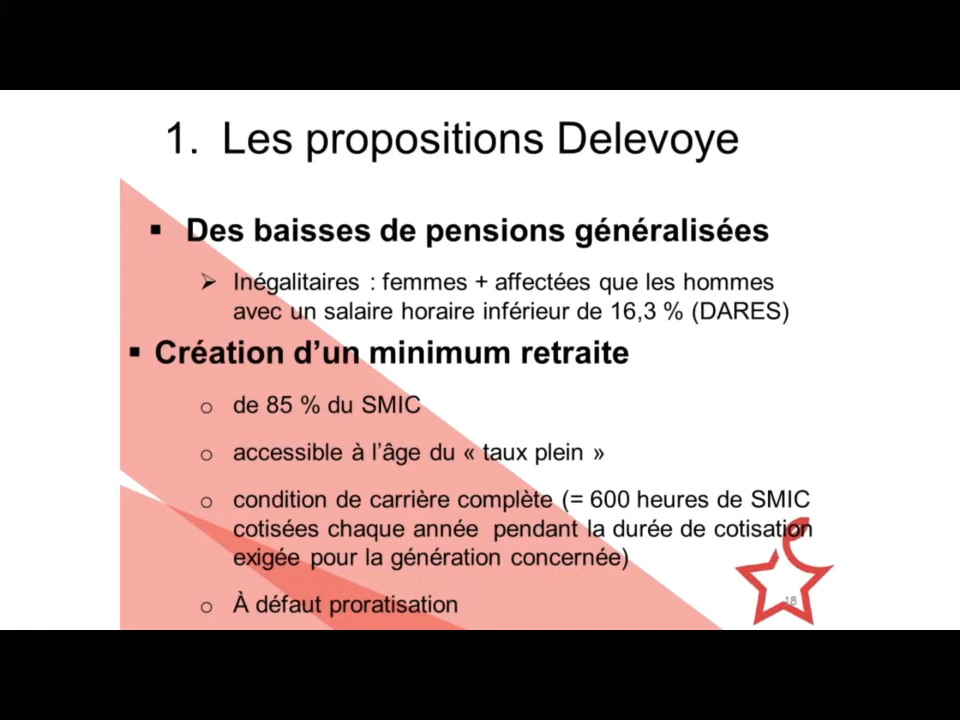 1. Les propositions Delevoye
▪ Des baisses de pensions généralisées
➢ Inégalitaires : femmes + affectées que les hommes
avec un salaire horaire inférieur de 16,3 % (DARES)
▪ Création d’un minimum retraite
o de 85 % du SMIC
o accessible à l’âge du « taux plein »
o condition de carrière complète (= 600 heures de SMIC
cotisées chaque année pendant la durée de cotisation
exigée pour la génération concernée)
o À défaut proratisation
18